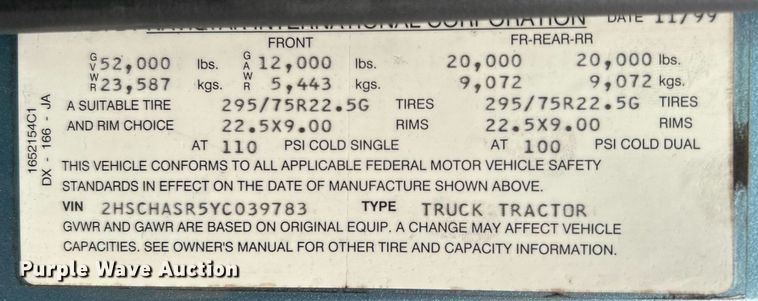 INTERNATIONAL CORPORATION DATE 11/99
FRONT FR-REAR-RR
GVWR 52,000 lbs. GAWR 12,000 lbs. 20,000 20,000 lbs.
23,587 kgs. 5,443 kgs. 9,072 9,072 kgs.
A SUITABLE TIRE 295/75R22.5G TIRES 295/75R22.5G TIRES
AND RIM CHOICE 22.5X9.00 RIMS 22.5X9.00 RIMS
AT 110 PSI COLD SINGLE AT 100 PSI COLD DUAL
THIS VEHICLE CONFORMS TO ALL APPLICABLE FEDERAL MOTOR VEHICLE SAFETY
STANDARDS IN EFFECT ON THE DATE OF MANUFACTURE SHOWN ABOVE.
VIN 2HSCHASR5YC039783 TYPE TRUCK TRACTOR
GVWR AND GAWR ARE BASED ON ORIGINAL EQUIP. A CHANGE MAY AFFECT VEHICLE
CAPACITIES. SEE OWNER'S MANUAL FOR OTHER TIRE AND CAPACITY INFORMATION.
1652154C1
DX - 166 - JA
Purple Wave Auction